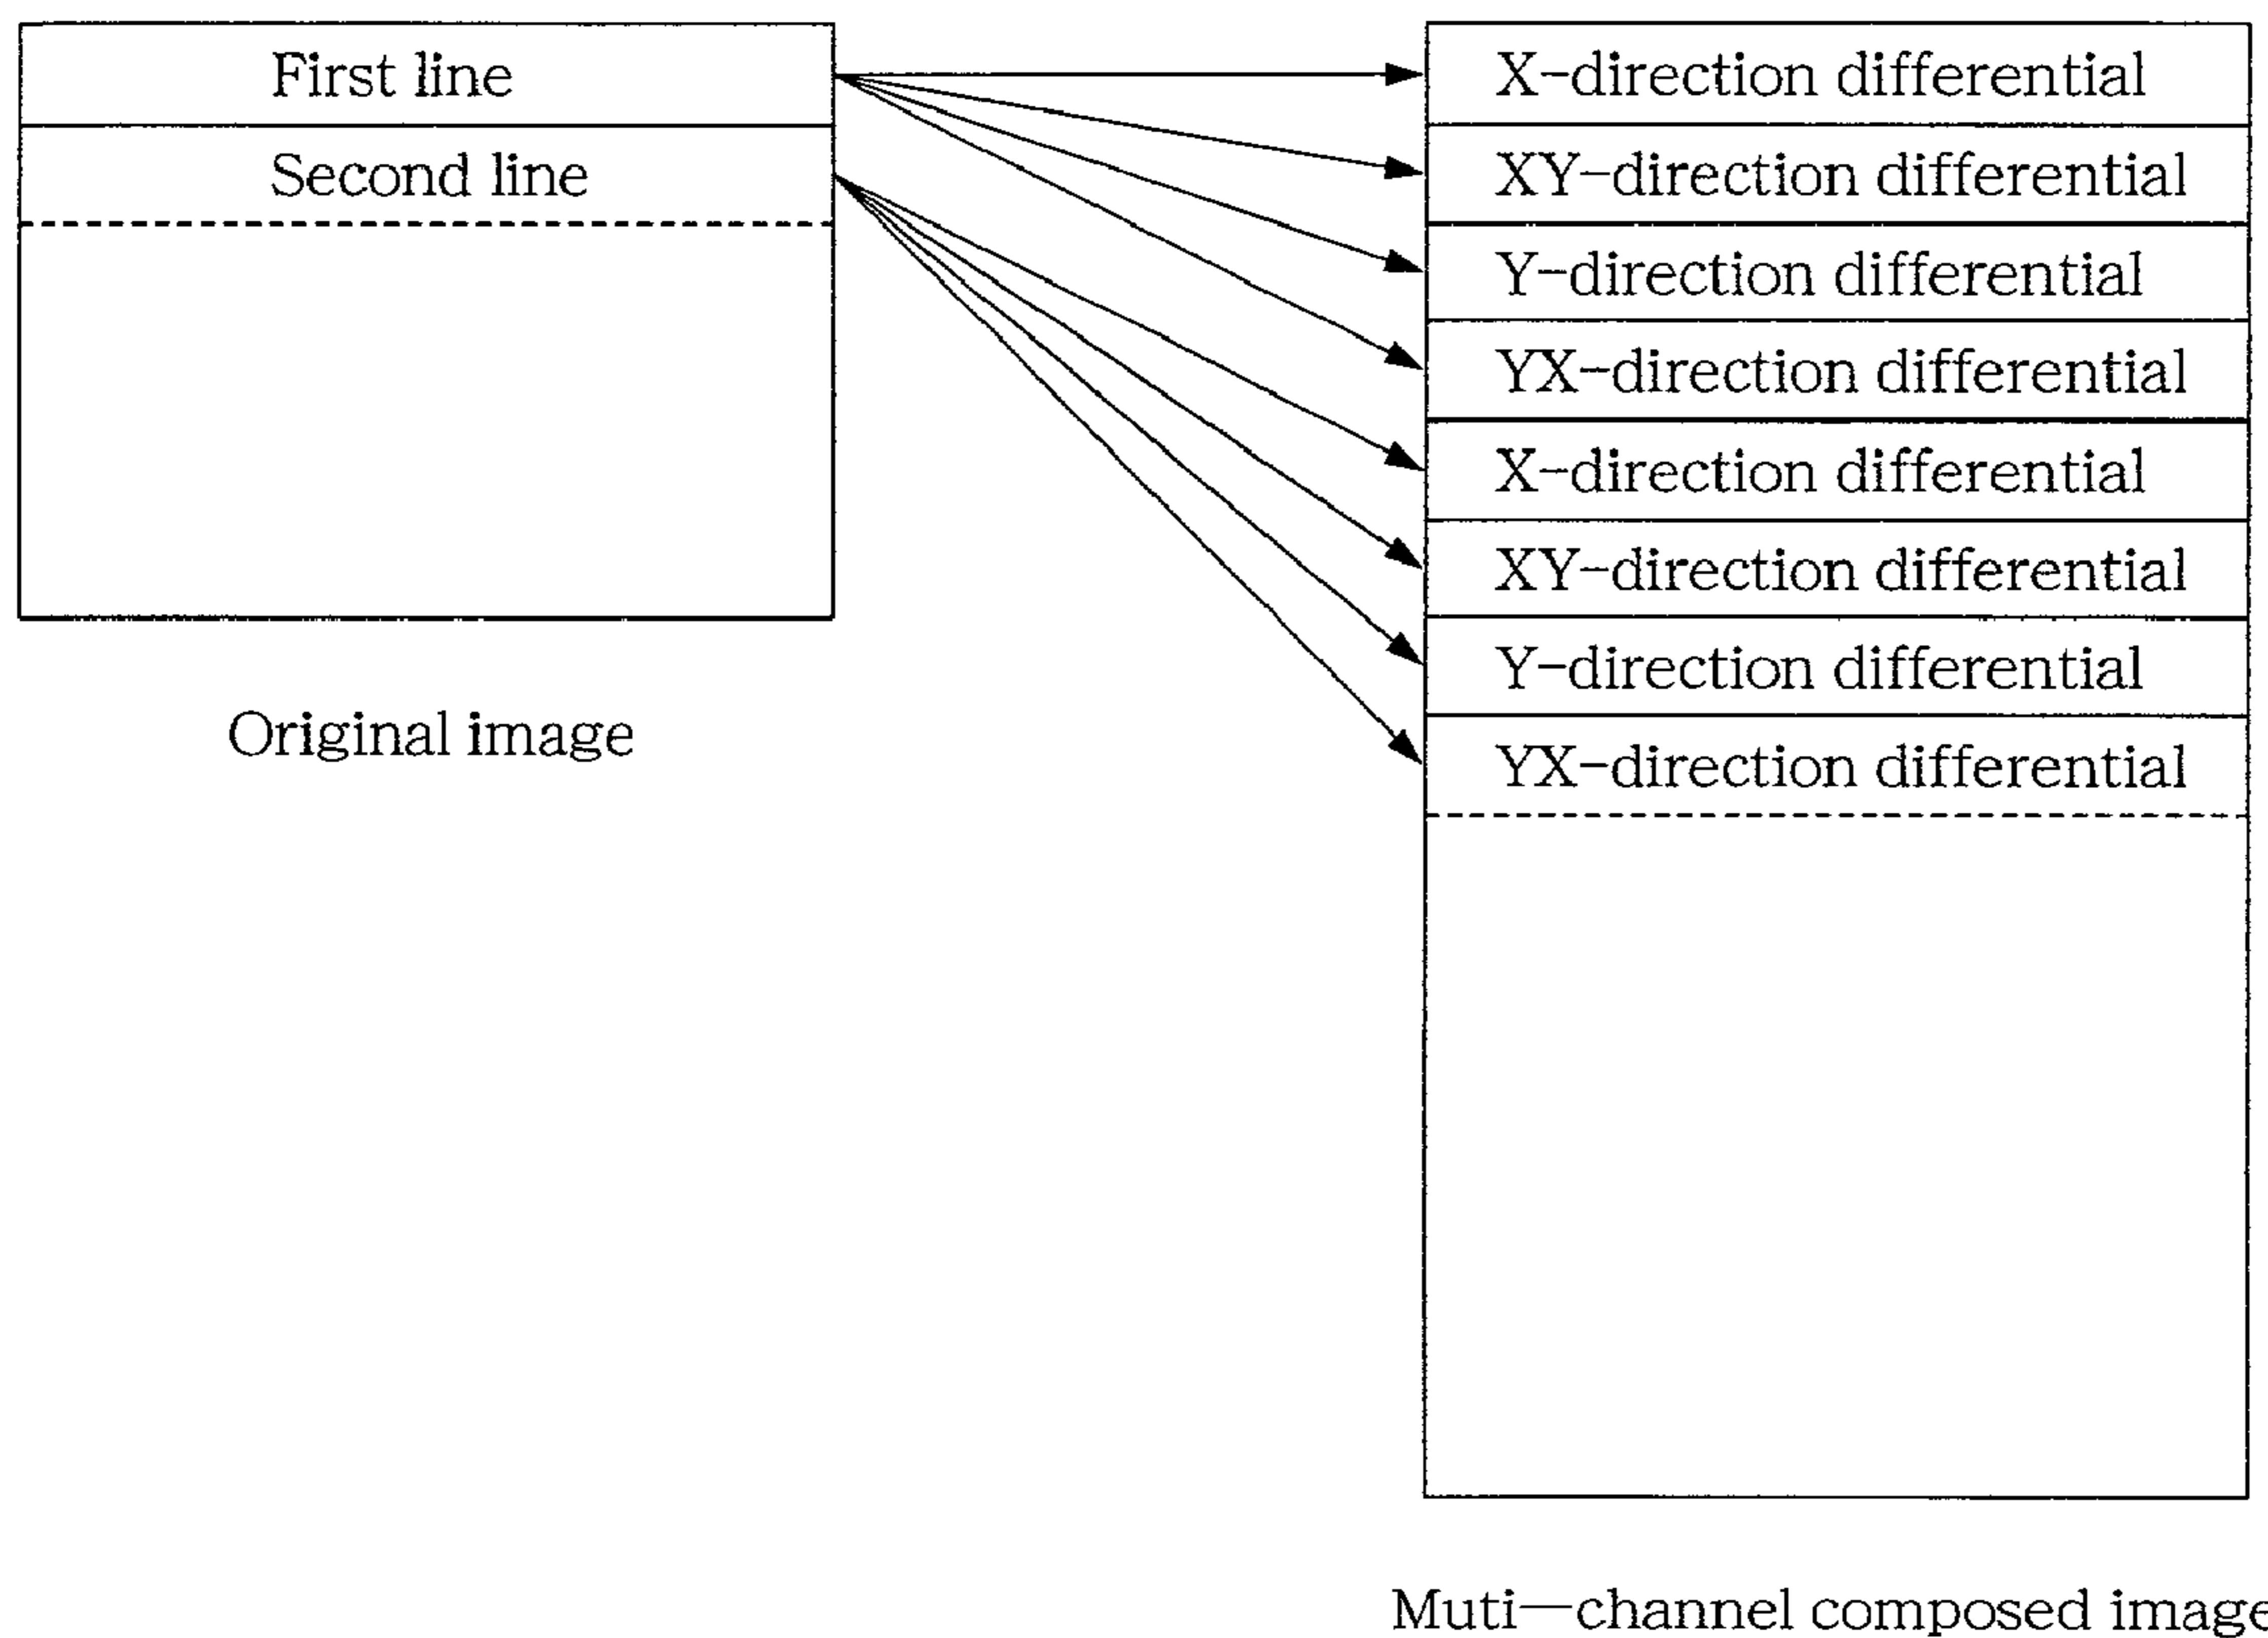 First line
Second line
Original image
X-direction differential
XY-direction differential
Y-direction differential
YX-direction differential
X-direction differential
XY-direction differential
Y-direction differential
YX-direction differential
Muti—channel composed image